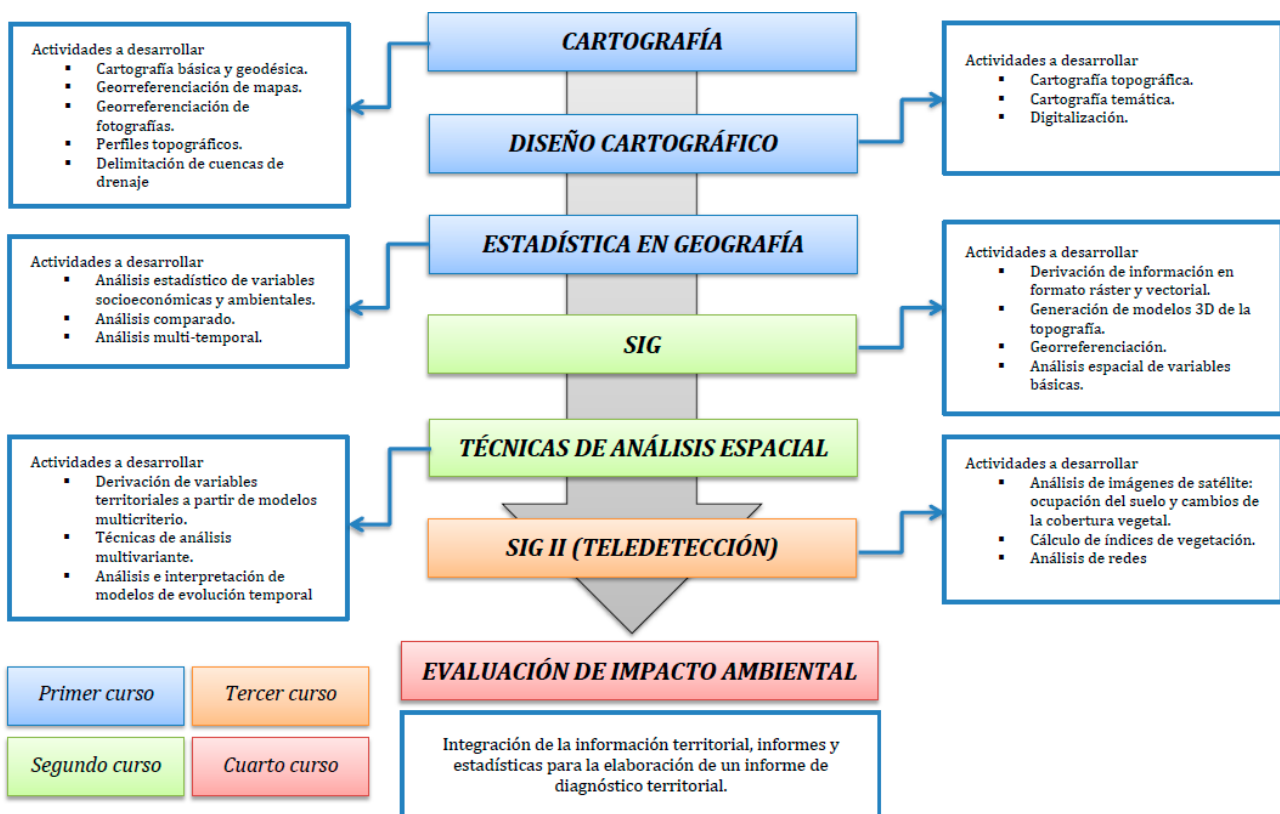 CARTOGRAFÍA
Actividades a desarrollar
▪ Cartografía básica y geodésica.
▪ Georreferenciación de mapas.
▪ Georreferenciación de
fotografías.
▪ Perfiles topográficos.
▪ Delimitación de cuencas de
drenaje
DISEÑO CARTOGRÁFICO
Actividades a desarrollar
▪ Cartografía topográfica.
▪ Cartografía temática.
▪ Digitalización.
ESTADÍSTICA EN GEOGRAFÍA
Actividades a desarrollar
▪ Análisis estadístico de variables
socioeconómicas y ambientales.
▪ Análisis comparado.
▪ Análisis multi-temporal.
SIG
Actividades a desarrollar
▪ Derivación de información en
formato ráster y vectorial.
▪ Generación de modelos 3D de la
topografía.
▪ Georreferenciación.
▪ Análisis espacial de variables
básicas.
TÉCNICAS DE ANÁLISIS ESPACIAL
Actividades a desarrollar
▪ Derivación de variables
territoriales a partir de modelos
multicriterio.
▪ Técnicas de análisis
multivariante.
▪ Análisis e interpretación de
modelos de evolución temporal
SIG II (TELEDETECCIÓN)
Actividades a desarrollar
▪ Análisis de imágenes de satélite:
ocupación del suelo y cambios de
la cobertura vegetal.
▪ Cálculo de índices de vegetación.
▪ Análisis de redes
EVALUACIÓN DE IMPACTO AMBIENTAL
Integración de la información territorial, informes y
estadísticas para la elaboración de un informe de
diagnóstico territorial.
Primer curso
Tercer curso
Segundo curso
Cuarto curso